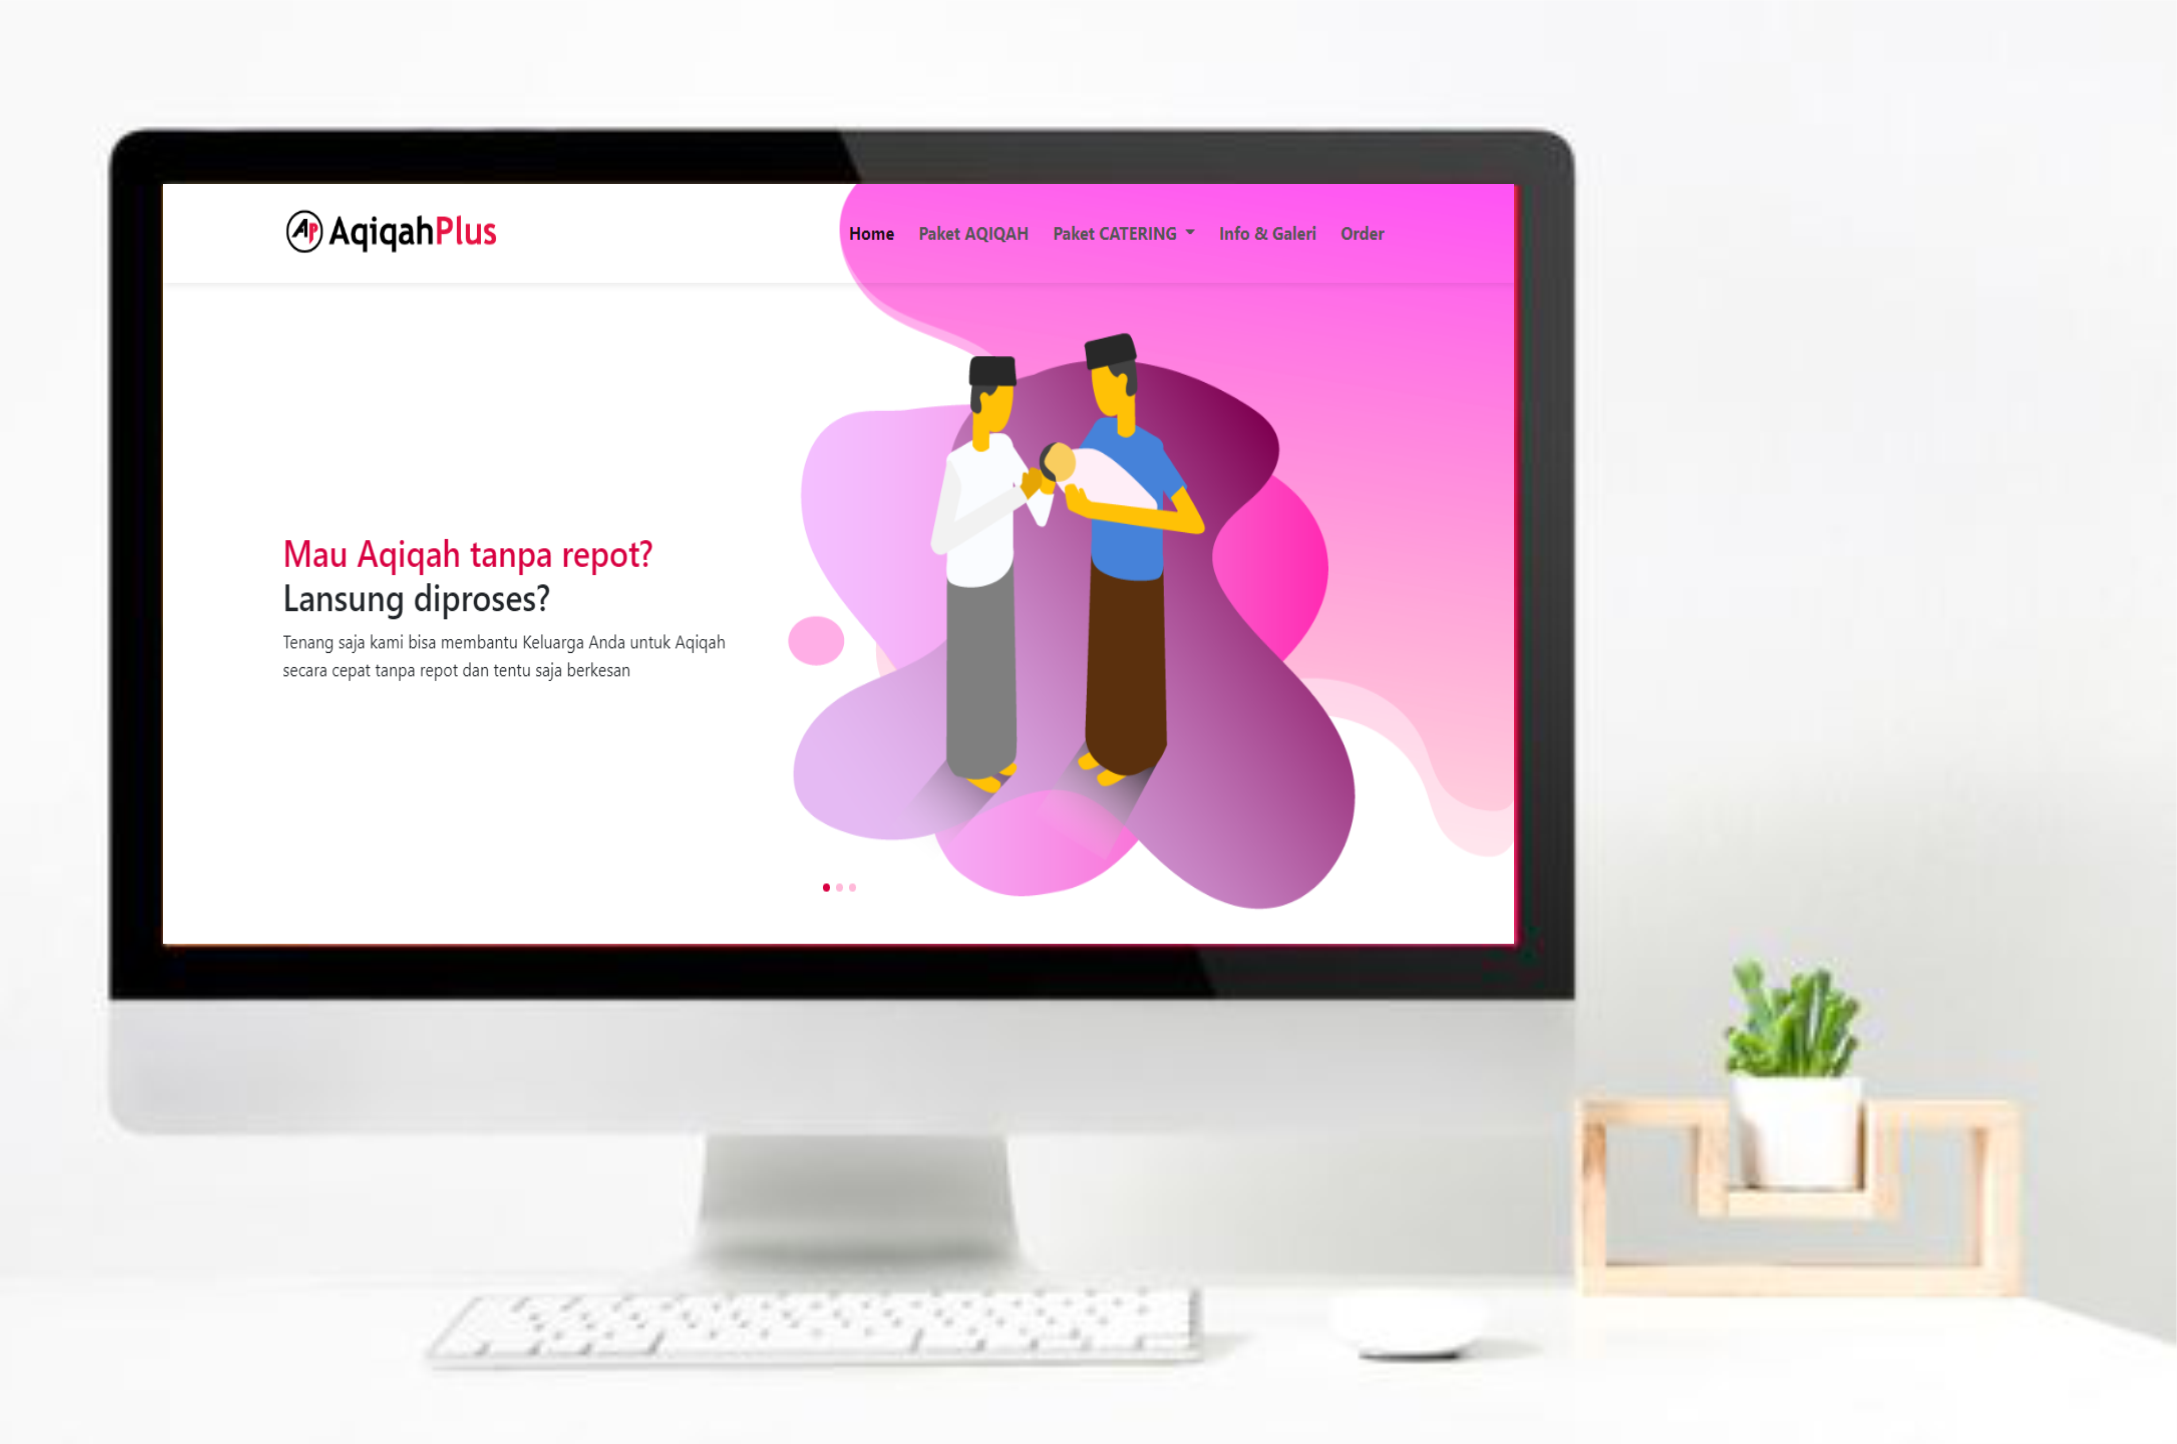 AP AqiqahPlus
Home Paket AQIQAH Paket CATERING Info & Galeri Order
Mau Aqiqah tanpa repot?
Lansung diproses?
Tenang saja kami bisa membantu Keluarga Anda untuk Aqiqah
secara cepat tanpa repot dan tentu saja berkesan